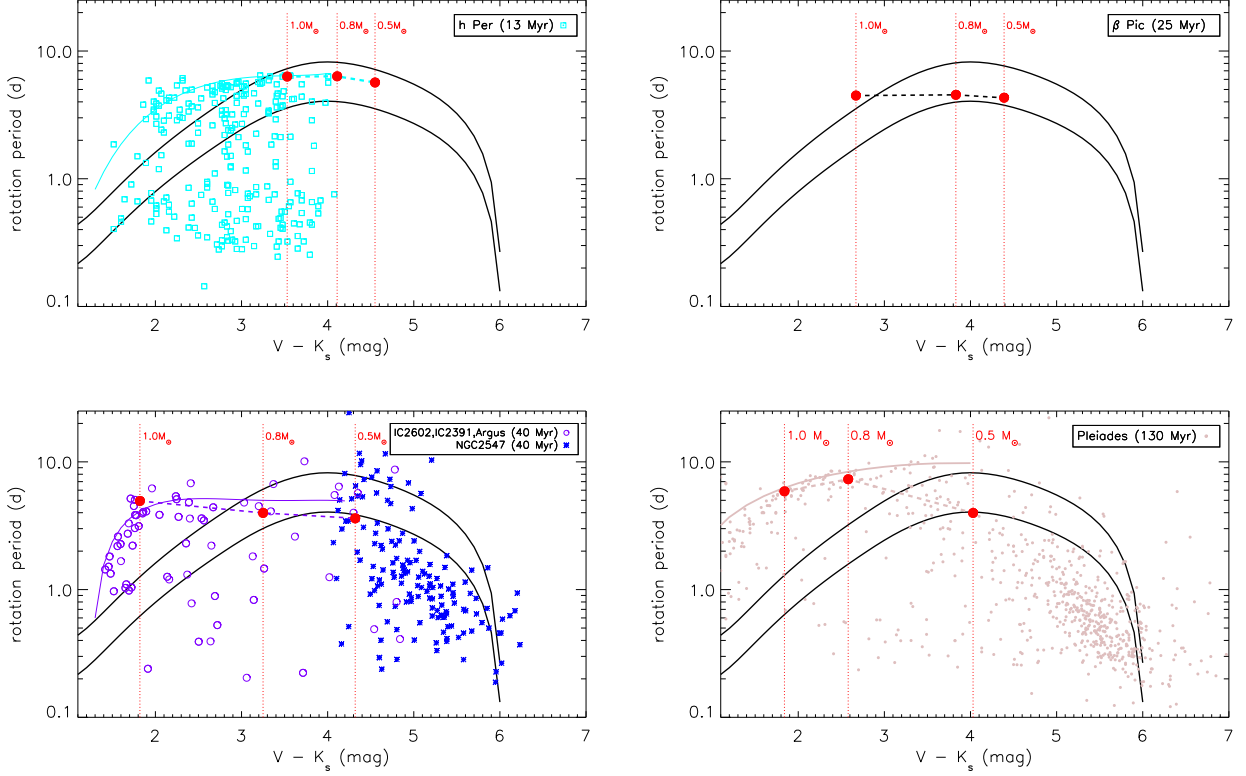 1.0M☉ 0.8M☉ 0.5M☉
h Per (13 Myr)
10.0
1.0
0.1
rotation period (d)
2 3 4 5 6 7
V - Ks (mag)
1.0M☉ 0.8M☉ 0.5M☉
β Pic (25 Myr)
10.0
1.0
0.1
rotation period (d)
2 3 4 5 6 7
V - Ks (mag)
1.0M☉ 0.8M☉ 0.5M☉
IC2602,IC2391,Argus (40 Myr)
NGC2547 (40 Myr)
10.0
1.0
0.1
rotation period (d)
2 3 4 5 6 7
V - Ks (mag)
1.0 M☉ 0.8 M☉ 0.5 M☉
Pleiades (130 Myr)
10.0
1.0
0.1
rotation period (d)
2 3 4 5 6 7
V - Ks (mag)